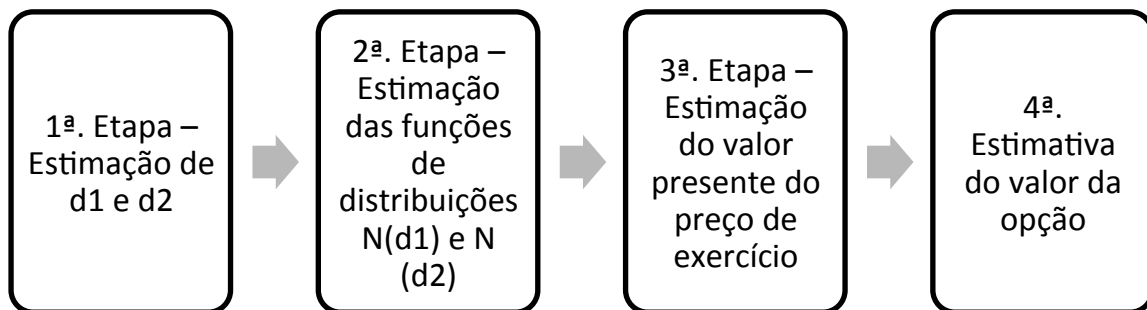 1ª. Etapa –
Estimação de
d1 e d2
2ª. Etapa –
Estimação
das funções
de
distribuições
N(d1) e N
(d2)
3ª. Etapa –
Estimação
do valor
presente do
preço de
exercício
4ª.
Estimativa
do valor da
opção